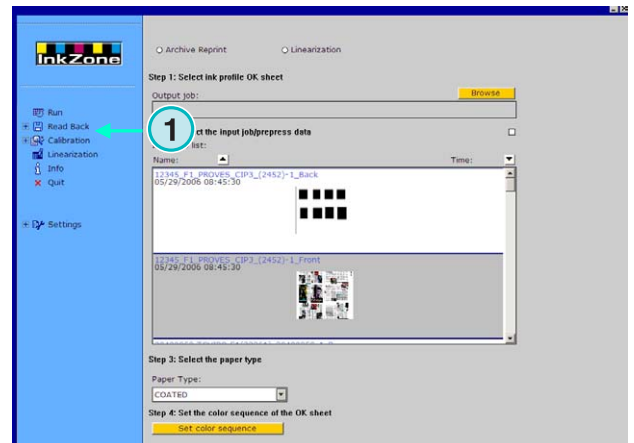 InkZone
Archive Reprint
Linearization
Step 1: Select ink profile OK sheet
Output job:
Browse
Run
Read Back
Calibration
Linearization
Info
Quit
Settings
1
ct the input job/prepress data
list:
Name:
Time:
12345_F1_PROVES_CIP3_(2452)-1_Back
05/29/2006 08:45:30
12345_F1_PROVES_CIP3_(2452)-1_Front
05/29/2006 08:45:30
Step 3: Select the paper type
Paper Type:
COATED
Step 4: Set the color sequence of the OK sheet
Set color sequence